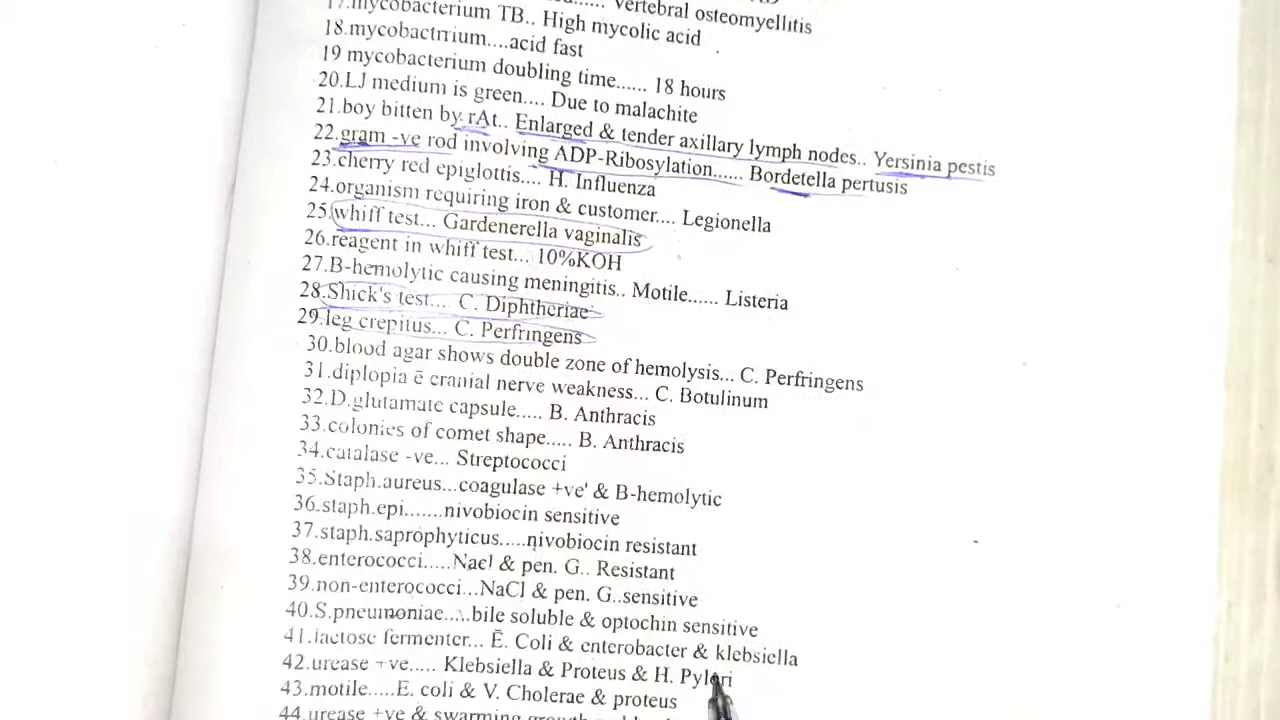 Vertebral osteomyellitis
17.mycobacterium TB.. High mycolic acid
18.mycobactrrium....acid fast
19 mycobacterium doubling time...... 18 hours
20.LJ medium is green.... Due to malachite
21.boy bitten by rAt.. Enlarged & tender axillary lymph nodes.. Yersinia pestis
22.gram -ye rod involving ADP-Ribosylation...... Bordetella pertusis
23.cherry red epiglottis.... H. Influenza
24.organism requiring iron & customer.... Legionella
25.whiff test... Gardenerella vaginalis
26.reagent in whiff test... 10%KOH
27.B-hemolytic causing meningitis.. Motile...... Listeria
28.Shick's test.... C. Diphtheriae
29.leg crepitus... C. Perfringens
30.blood agar shows double zone of hemolysis... C. Perfringens
31.diplopia ē cranial nerve weakness... C. Botulinum
32.D.glutamate capsule..... B. Anthracis
33.colonies of comet shape..... B. Anthracis
34.catalase -ve... Streptococci
35.Staph.aureus...coagulase +ve' & B-hemolytic
36.staph.epi.......nivobiocin sensitive
37.staph.saprophyticus.....nivobiocin resistant
38.enterococci.....Nacl & pen. G.. Resistant
39.non-enterococci...NaCl & pen. G..sensitive
40.S.pneumoniae.....bile soluble & optochin sensitive
41.lactose fermenter... Ē. Coli & enterobacter & klebsiella
42.urease +ve..... Klebsiella & Proteus & H. Pylori
43.motile.....E. coli & V. Cholerae & proteus
44.urease +ve & swarming growth